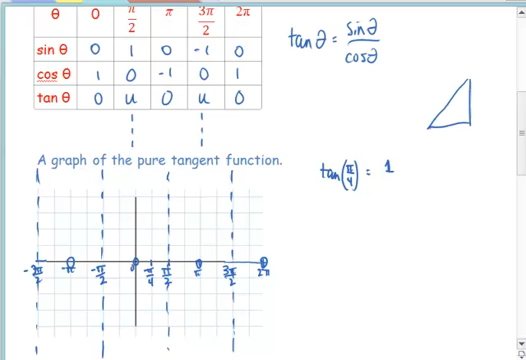 θ 0 π/2 π 3π/2 2π
sin θ 0 1 0 -1 0
cos θ 1 0 -1 0 1
tan θ 0 u 0 u 0
tan∂ = sin∂/cos∂
A graph of the pure tangent function.
tan(π/4) = 1
-3π/2 -π -π/2 0 π/4 π/2 π 3π/2 2π